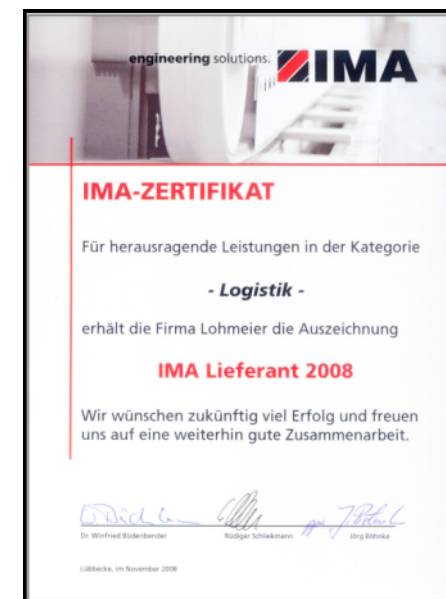 engineering solutions. IMA
IMA-ZERTIFIKAT
Für herausragende Leistungen in der Kategorie
- Logistik -
erhält die Firma Lohmeier die Auszeichnung
IMA Lieferant 2008
Wir wünschen zukünftig viel Erfolg und freuen
uns auf eine weiterhin gute Zusammenarbeit.
Dr. Winfried Büdenbender Rüdiger Schliekmann Jörg Böhnke
Lübbecke, im November 2008